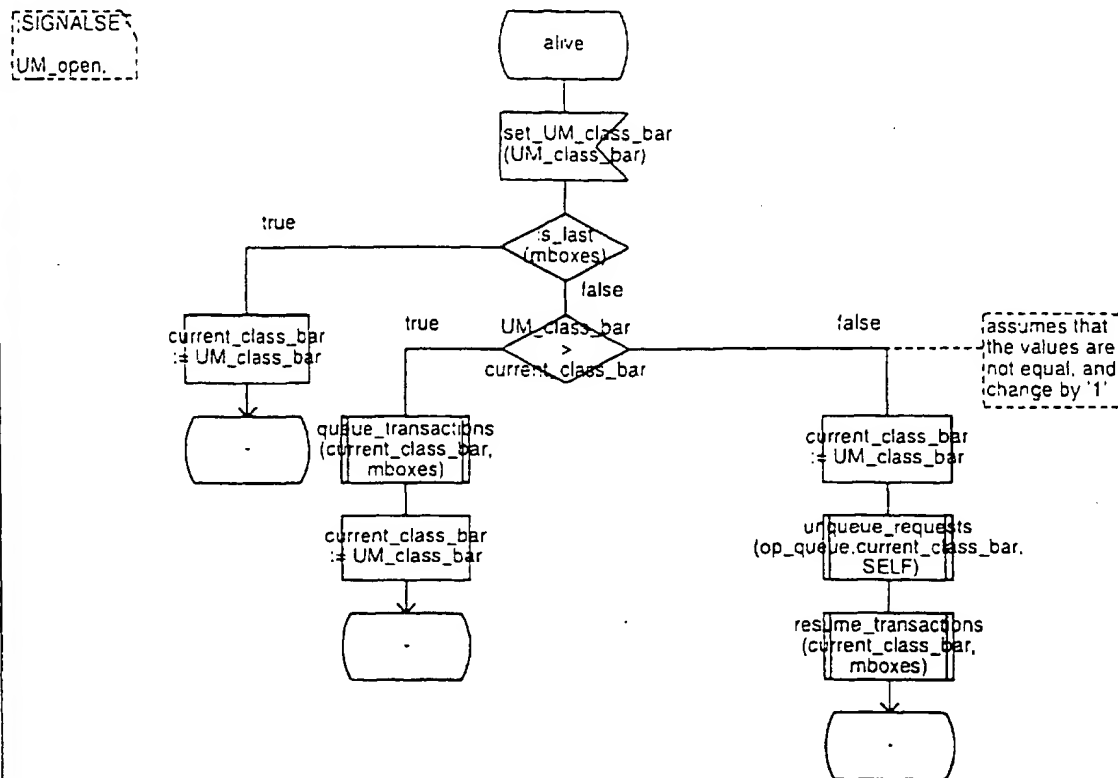 ;SIGNALSET
UM_open,
alive
set_UM_class_bar
(UM_class_bar)
true
is_last
(mboxes)
false
current_class_bar
:= UM_class_bar
-
true
UM_class_bar
>
current_class_bar
false
assumes that
the values are
not equal, and
change by '1'
queue_transactions
(current_class_bar,
mboxes)
current_class_bar
:= UM_class_bar
-
current_class_bar
:= UM_class_bar
unqueue_requests
(op_queue,current_class_bar,
SELF)
resume_transactions
(current_class_bar,
mboxes)
-